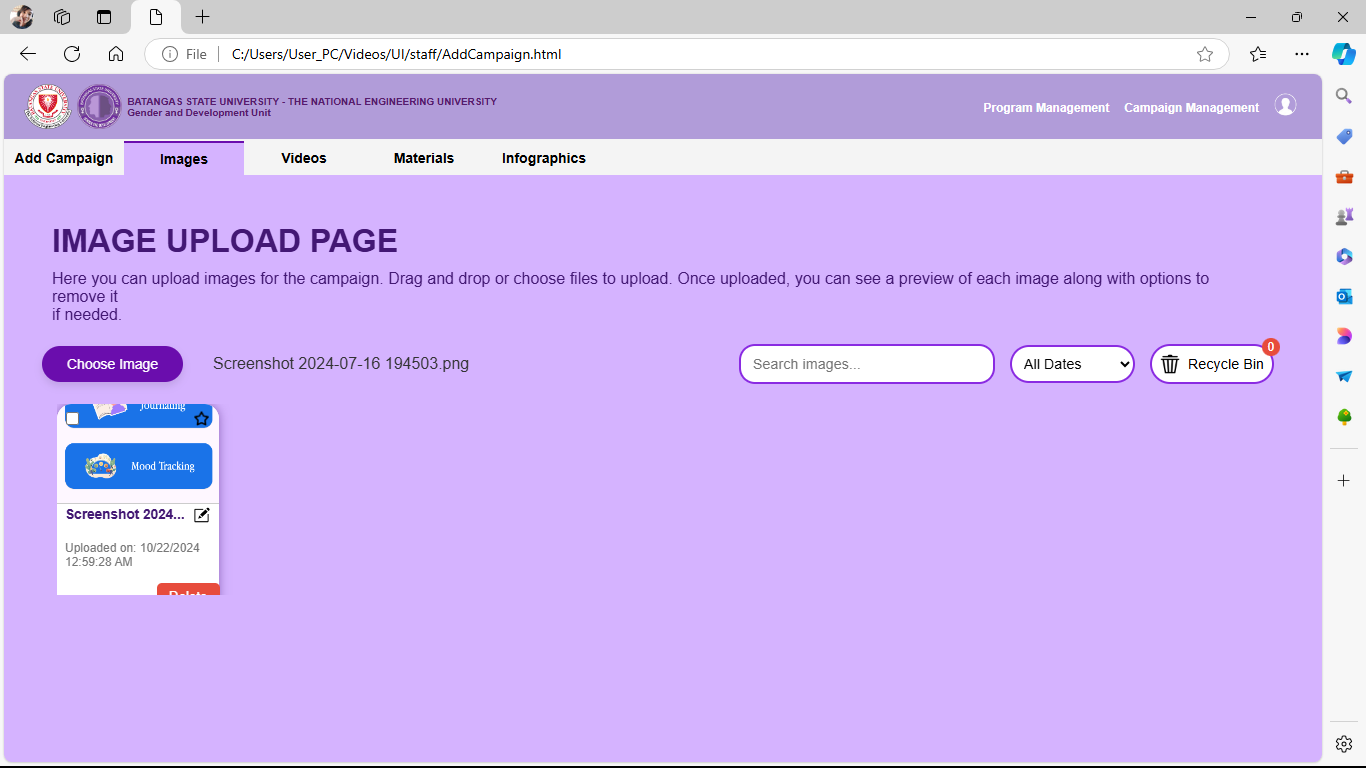 File
C:/Users/User_PC/Videos/UI/staff/AddCampaign.html
BATANGAS STATE UNIVERSITY - THE NATIONAL ENGINEERING UNIVERSITY
Gender and Development Unit
Program Management
Campaign Management
Add Campaign
Images
Videos
Materials
Infographics
IMAGE UPLOAD PAGE
Here you can upload images for the campaign. Drag and drop or choose files to upload. Once uploaded, you can see a preview of each image along with options to
remove it
if needed.
Choose Image
Screenshot 2024-07-16 194503.png
Search images...
All Dates
Recycle Bin
0
Journaling
Mood Tracking
Screenshot 2024...
Uploaded on: 10/22/2024
12:59:28 AM
Delete